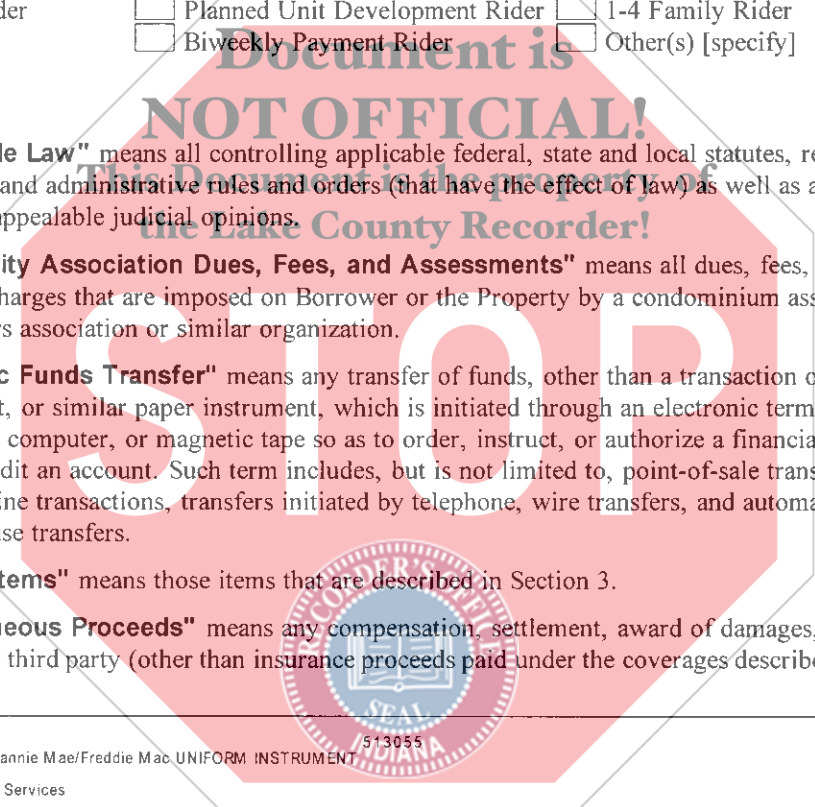 der Planned Unit Development Rider 1-4 Family Rider
Biweekly Payment Rider Other(s) [specify]
Document is
NOT OFFICIAL!
le Law" means all controlling applicable federal, state and local statutes, re
and administrative rules and orders (that have the effect of law) as well as a
This Document is the property of
appealable judicial opinions.
the Lake County Recorder!
ity Association Dues, Fees, and Assessments" means all dues, fees,
harges that are imposed on Borrower or the Property by a condominium ass
rs association or similar organization.
c Funds Transfer" means any transfer of funds, other than a transaction o
t, or similar paper instrument, which is initiated through an electronic term
computer, or magnetic tape so as to order, instruct, or authorize a financia
dit an account. Such term includes, but is not limited to, point-of-sale trans
ine transactions, transfers initiated by telephone, wire transfers, and automa
use transfers.
STOP
tems" means those items that are described in Section 3.
neous Proceeds" means any compensation, settlement, award of damages,
third party (other than insurance proceeds paid under the coverages describe
RECORDER'S OFFICE
SEAL
INDIANA
513055
annie Mae/Freddie Mac UNIFORM INSTRUMENT
Services